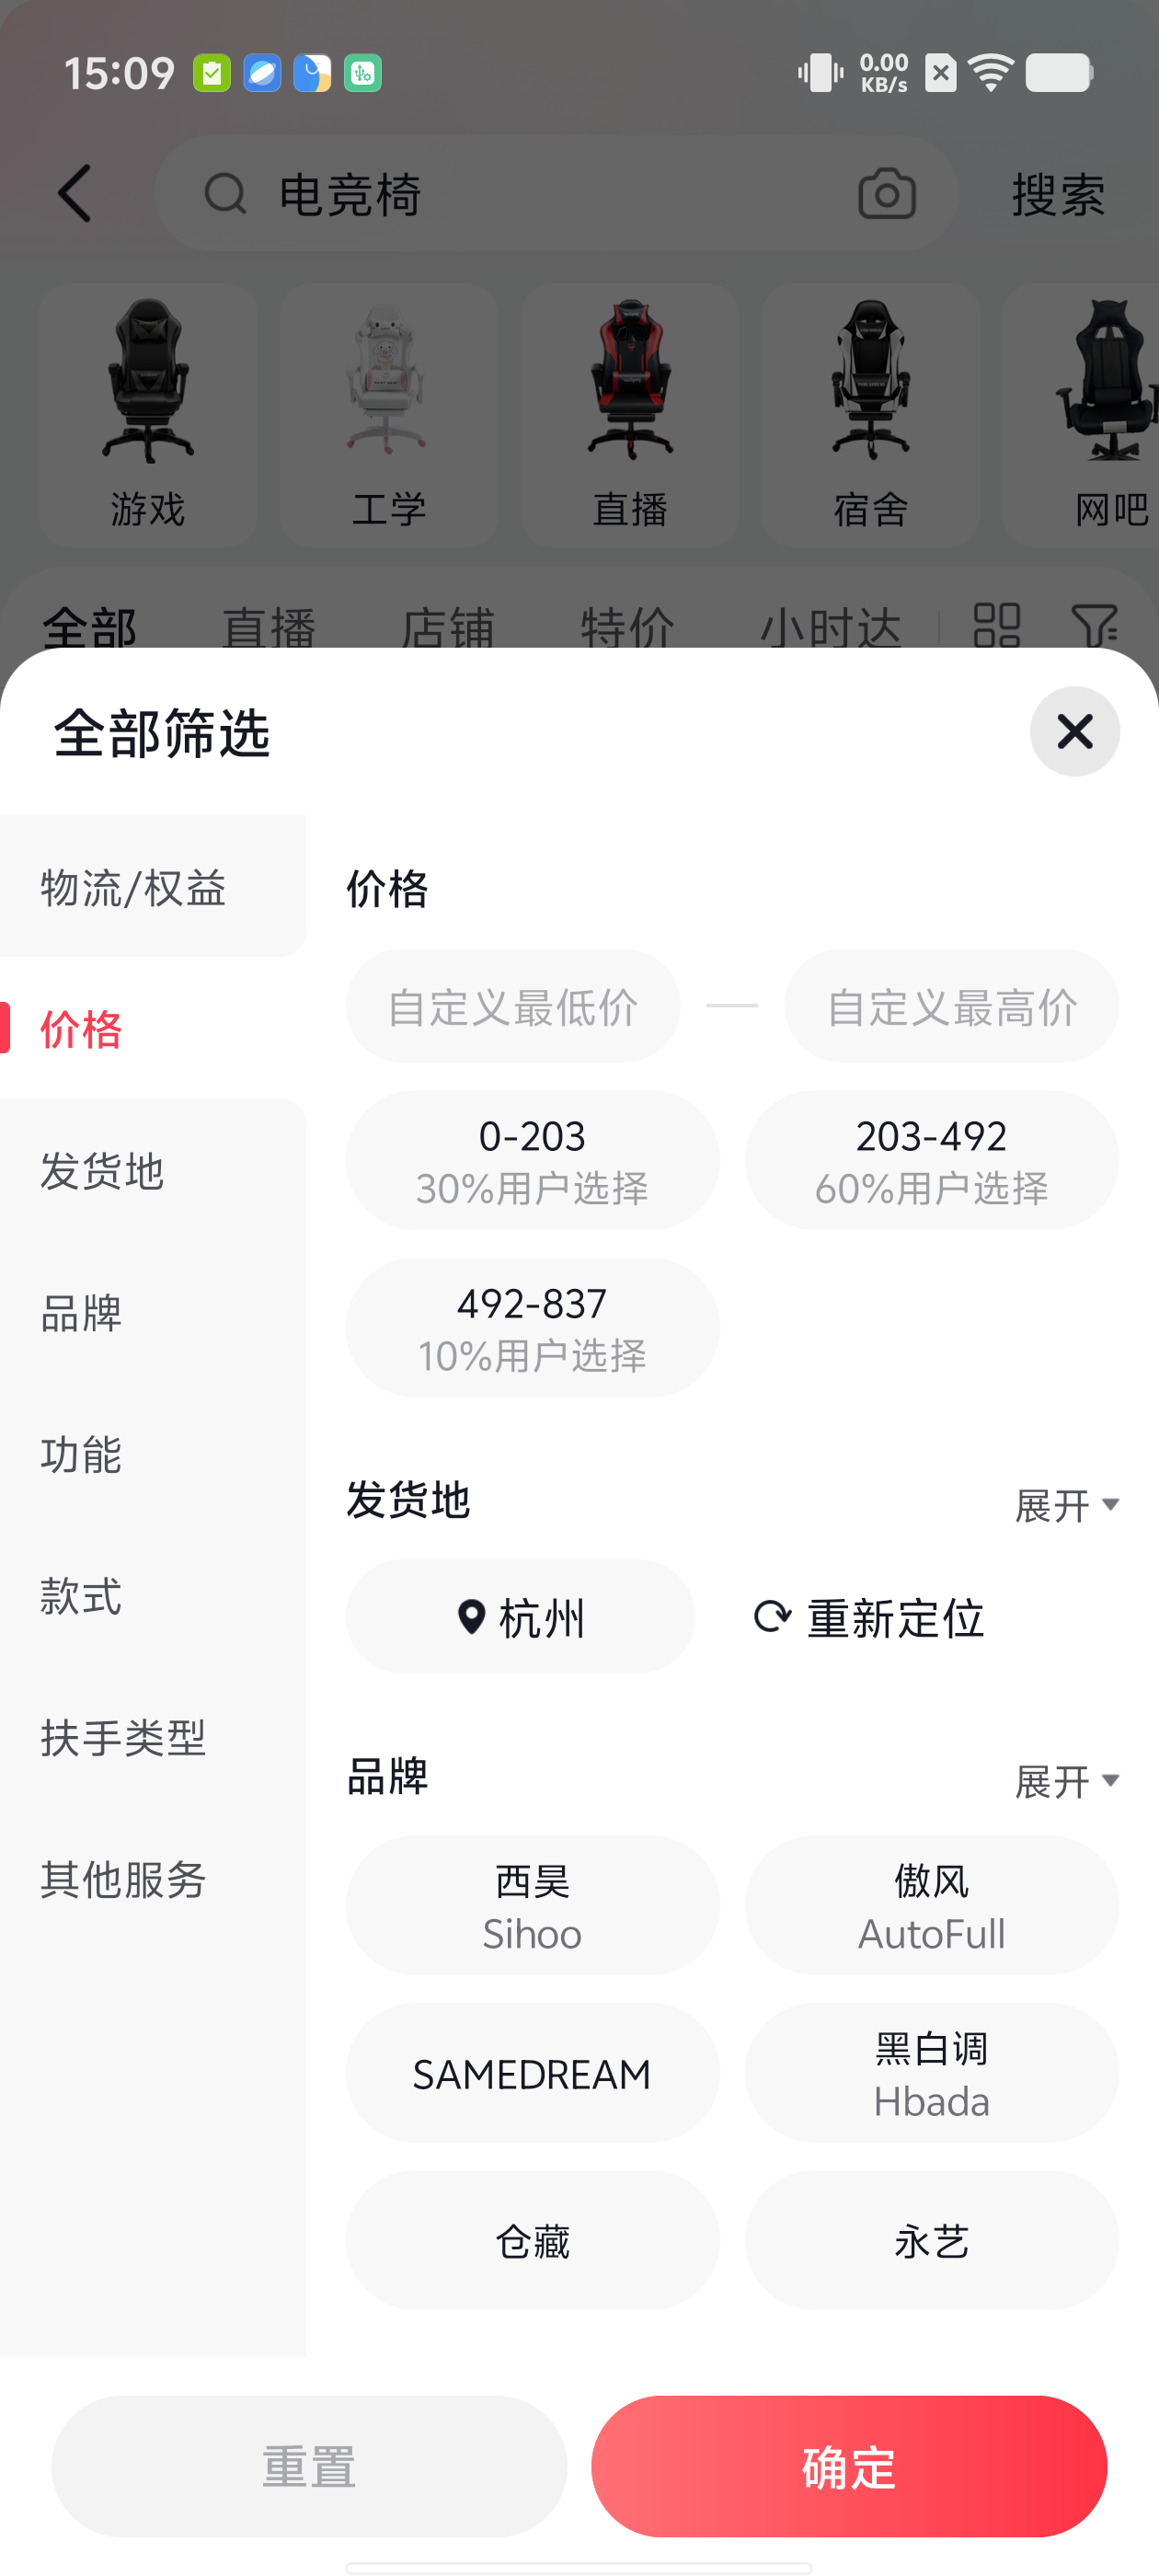 15:09
0.00
KB/s
电竞椅
搜索
游戏
工学
直播
宿舍
网吧
全部
直播
店铺
特价
小时达
全部筛选
物流/权益
价格
发货地
品牌
功能
款式
扶手类型
其他服务
价格
自定义最低价
自定义最高价
0-203
30%用户选择
203-492
60%用户选择
492-837
10%用户选择
发货地
展开
杭州
重新定位
品牌
展开
西昊
Sihoo
傲风
AutoFull
SAMEDREAM
黑白调
Hbada
仓藏
永艺
重置
确定